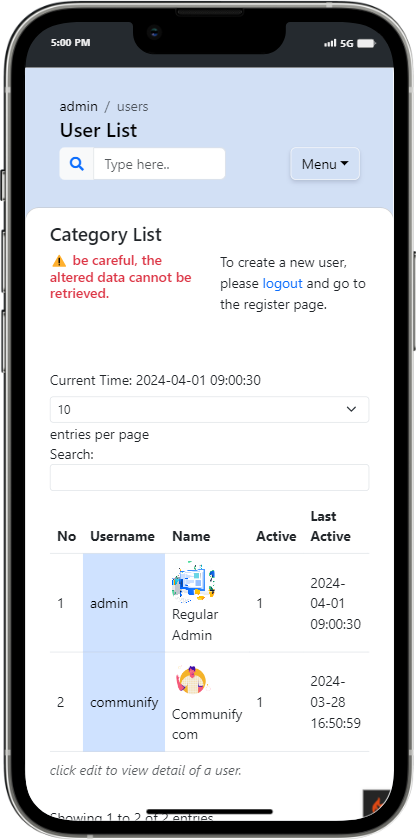 5:00 PM
5G
admin / users
User List
Type here..
Menu
Category List
be careful, the
altered data cannot be
retrieved.
To create a new user,
please logout and go to
the register page.
Current Time: 2024-04-01 09:00:30
10
entries per page
Search:
No Username Name Active Last
Active
1 admin Regular
Admin 1 2024-
04-01
09:00:30
2 communify Communify
com 1 2024-
03-28
16:50:59
click edit to view detail of a user.
Showing 1 to 2 of 2 entries